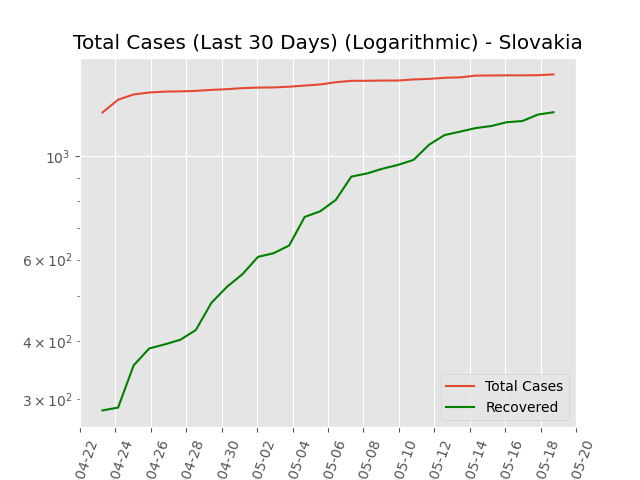 Total Cases (Last 30 Days) (Logarithmic) - Slovakia
10³
6 × 10²
4 × 10²
3 × 10²
Total Cases
Recovered
04-22
04-24
04-26
04-28
04-30
05-02
05-04
05-06
05-08
05-10
05-12
05-14
05-16
05-18
05-20